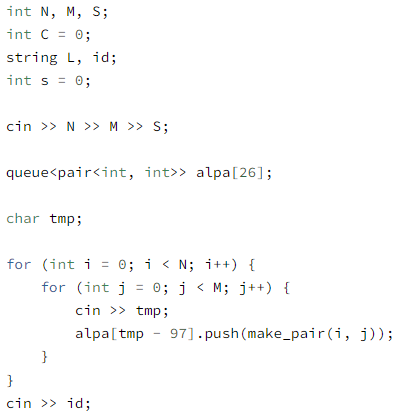 int N, M, S;
int C = 0;
string L, id;
int s = 0;
cin >> N >> M >> S;
queue<pair<int, int>> alpa[26];
char tmp;
for (int i = 0; i < N; i++) {
    for (int j = 0; j < M; j++) {
        cin >> tmp;
        alpa[tmp - 97].push(make_pair(i, j));
    }
}
cin >> id;